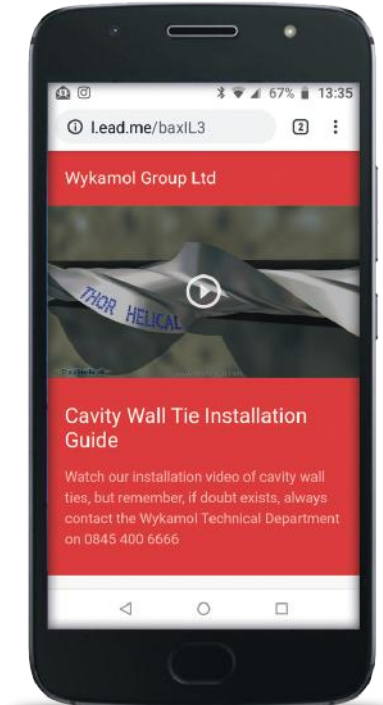 67% 13:35
l.ead.me/baxIL3
2
Wykamol Group Ltd
THOR HELICAL
Cavity Wall Tie Installation
Guide
Watch our installation video of cavity wall
ties, but remember, if doubt exists, always
contact the Wykamol Technical Department
on 0845 400 6666